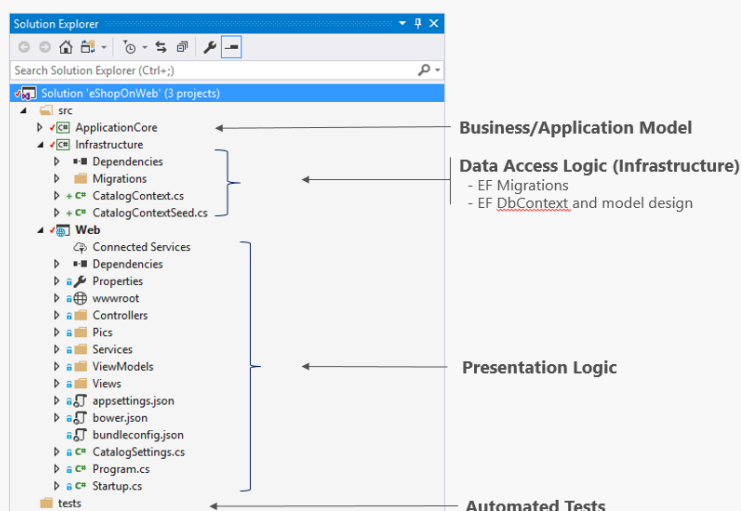 Solution Explorer
Search Solution Explorer (Ctrl+;)
Solution 'eShopOnWeb' (3 projects)
src
C# ApplicationCore
Business/Application Model
C# Infrastructure
Dependencies
Data Access Logic (Infrastructure)
Migrations
- EF Migrations
C# CatalogContext.cs
- EF DbContext and model design
C# CatalogContextSeed.cs
Web
Connected Services
Dependencies
Properties
wwwroot
Controllers
Pics
Services
ViewModels
Presentation Logic
Views
appsettings.json
bower.json
bundleconfig.json
C# CatalogSettings.cs
C# Program.cs
C# Startup.cs
tests
Automated Tests